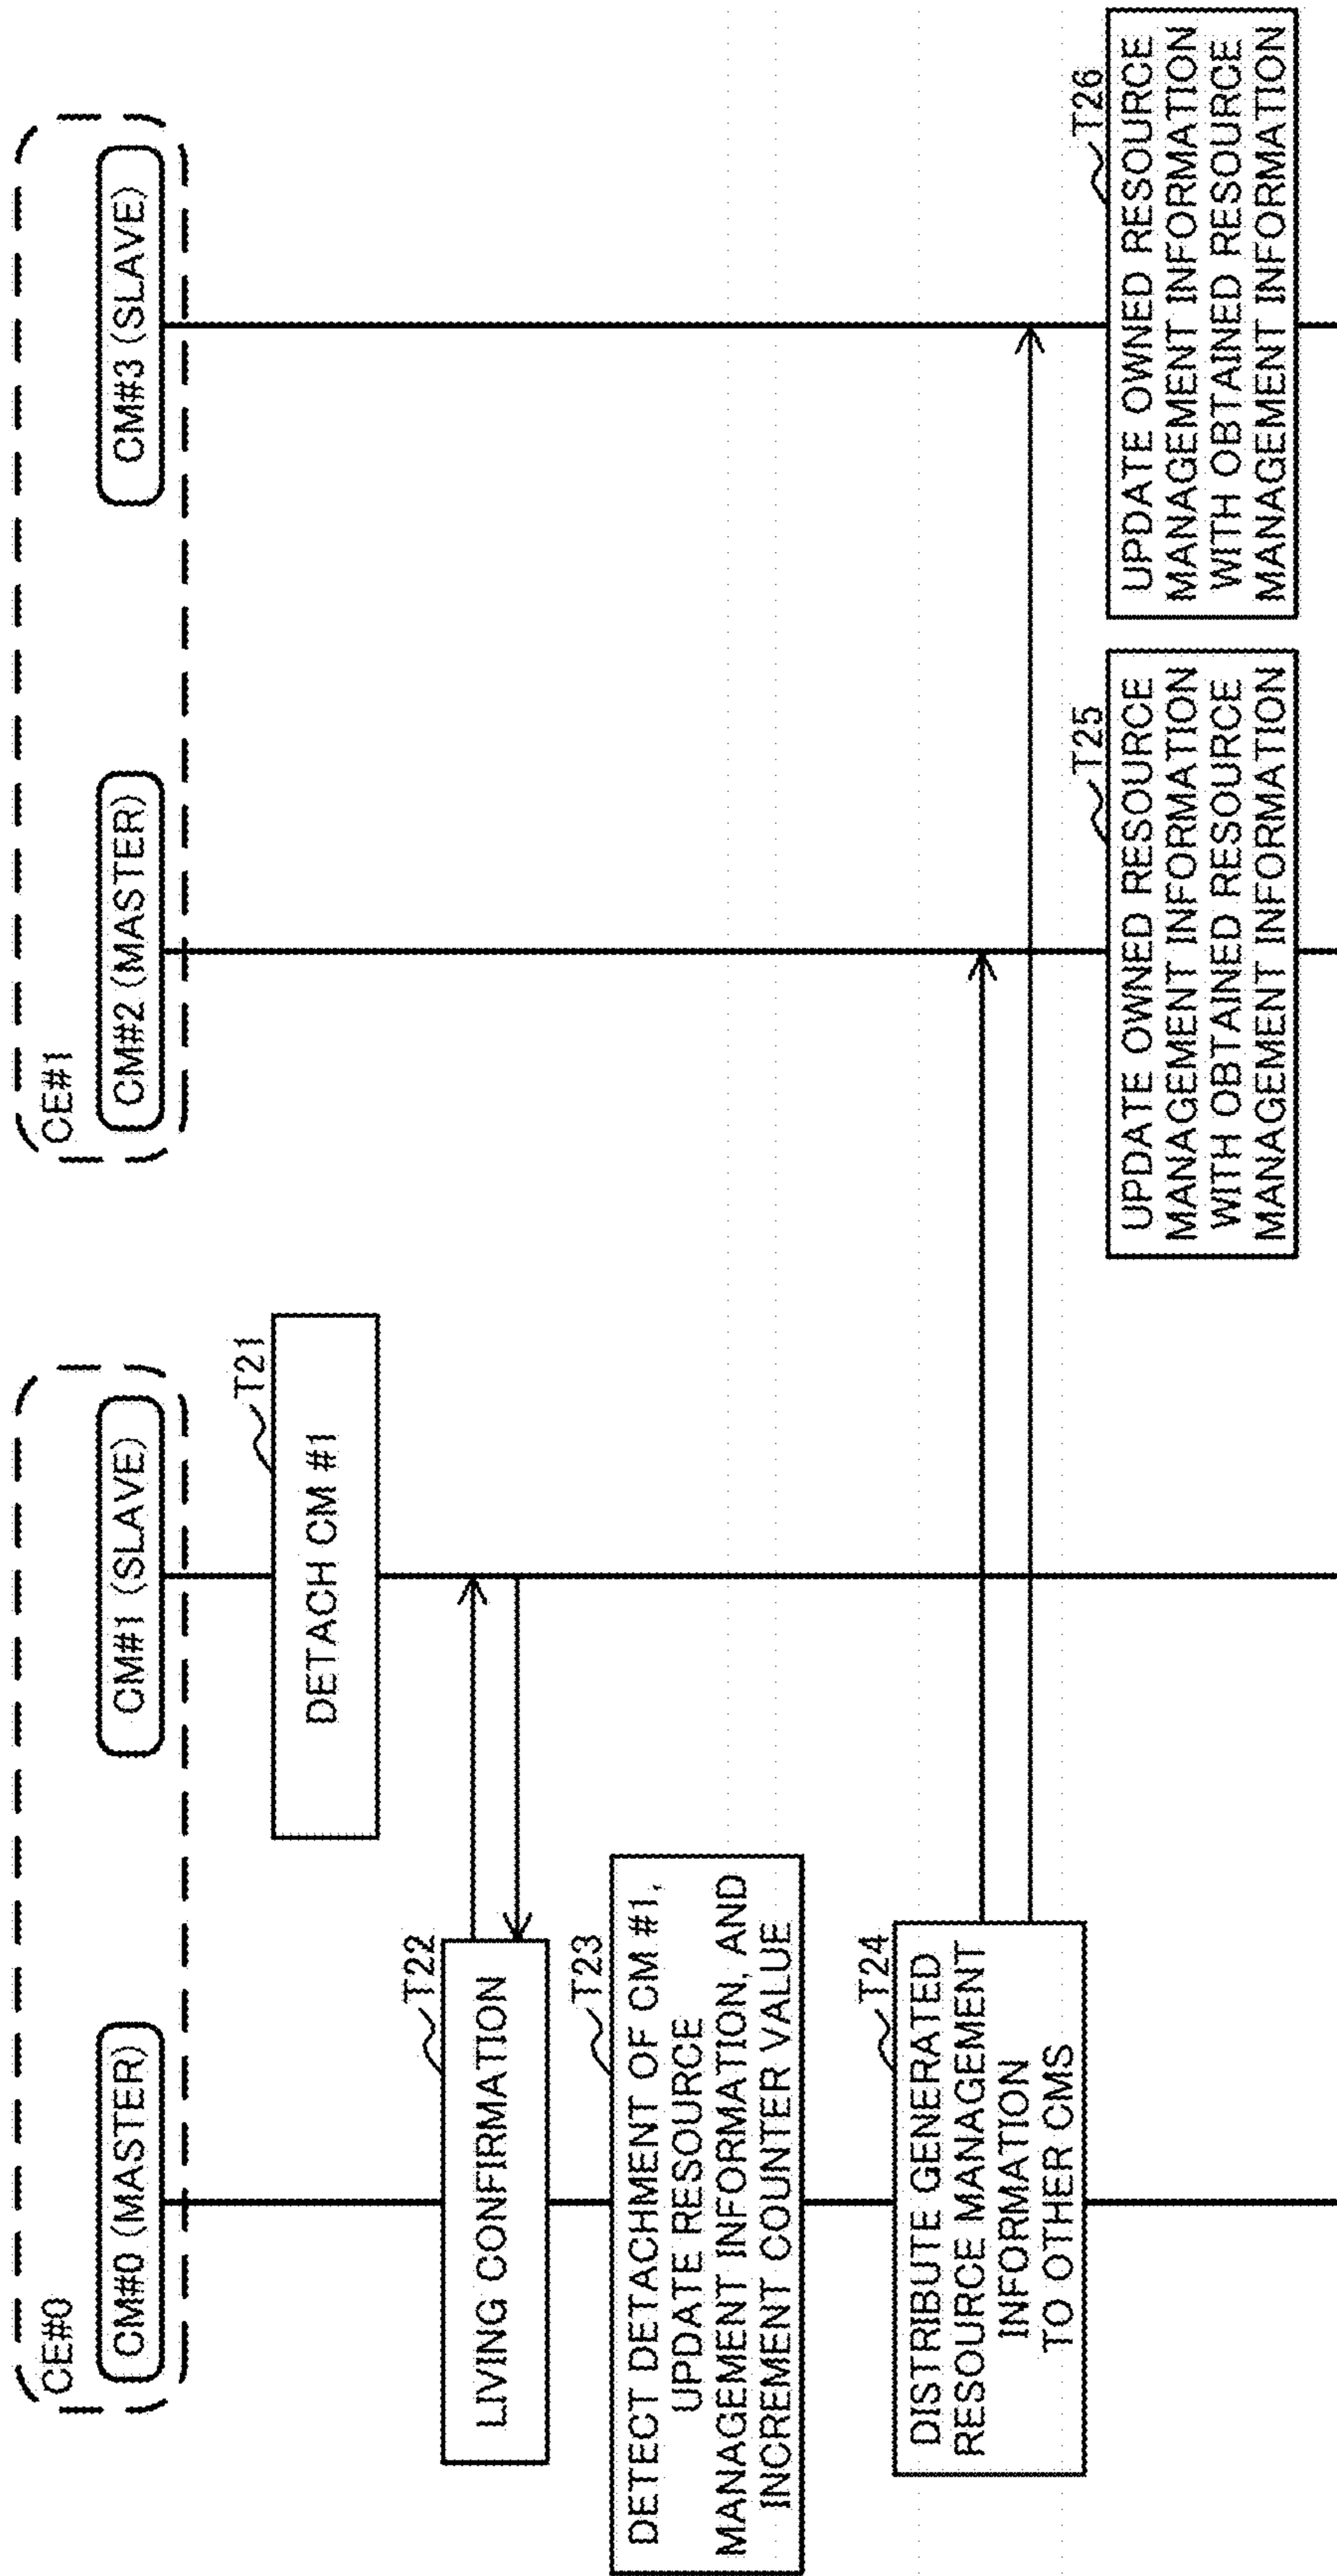 CE#0
CM#0 (MASTER)
CM#1 (SLAVE)
CE#1
CM#2 (MASTER)
CM#3 (SLAVE)
T21
DETACH CM #1
T22
LIVING CONFIRMATION
T23
DETECT DETACHMENT OF CM #1,
UPDATE RESOURCE
MANAGEMENT INFORMATION, AND
INCREMENT COUNTER VALUE
T24
DISTRIBUTE GENERATED
RESOURCE MANAGEMENT
INFORMATION
TO OTHER CMS
T25
UPDATE OWNED RESOURCE
MANAGEMENT INFORMATION
WITH OBTAINED RESOURCE
MANAGEMENT INFORMATION
T26
UPDATE OWNED RESOURCE
MANAGEMENT INFORMATION
WITH OBTAINED RESOURCE
MANAGEMENT INFORMATION